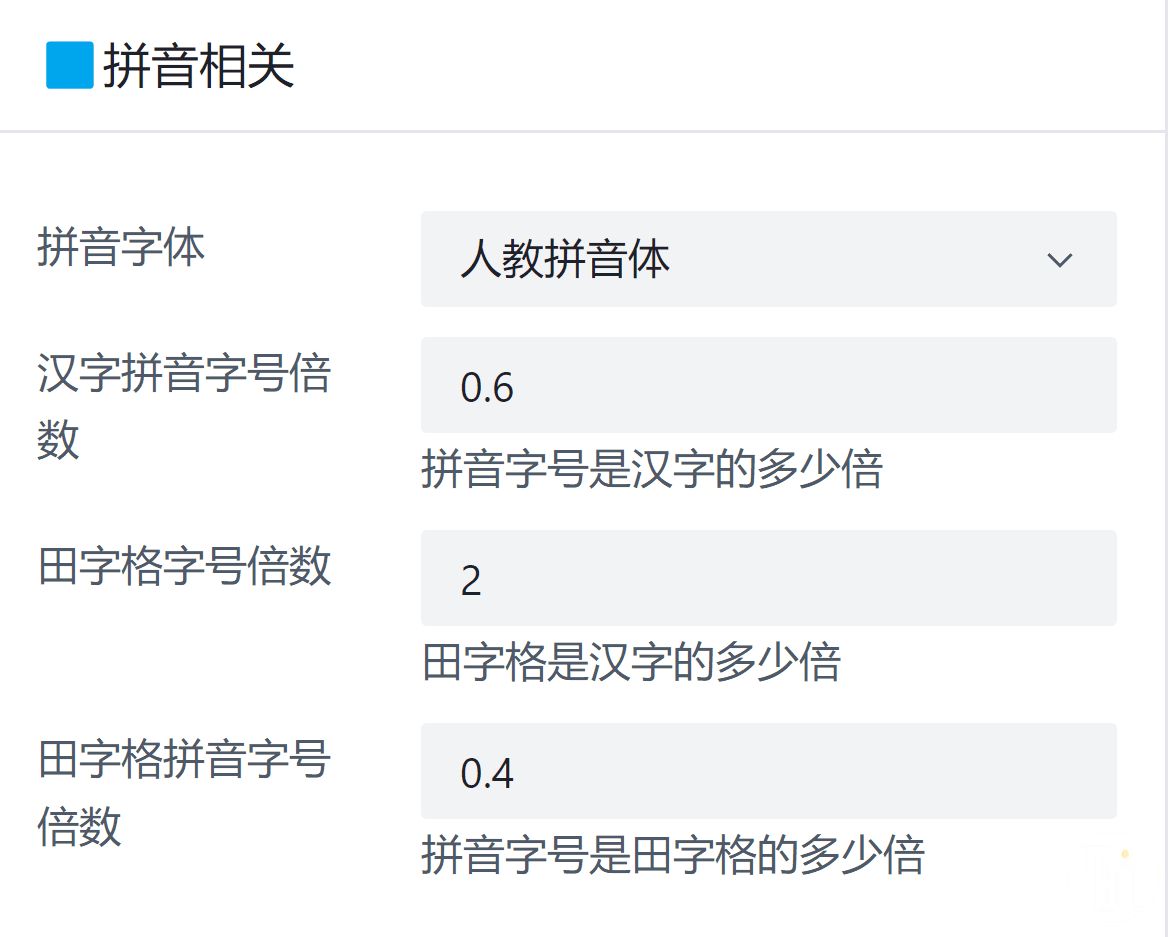 拼音相关
拼音字体
人教拼音体
汉字拼音字号倍
数
0.6
拼音字号是汉字的多少倍
田字格字号倍数
2
田字格是汉字的多少倍
田字格拼音字号
倍数
0.4
拼音字号是田字格的多少倍